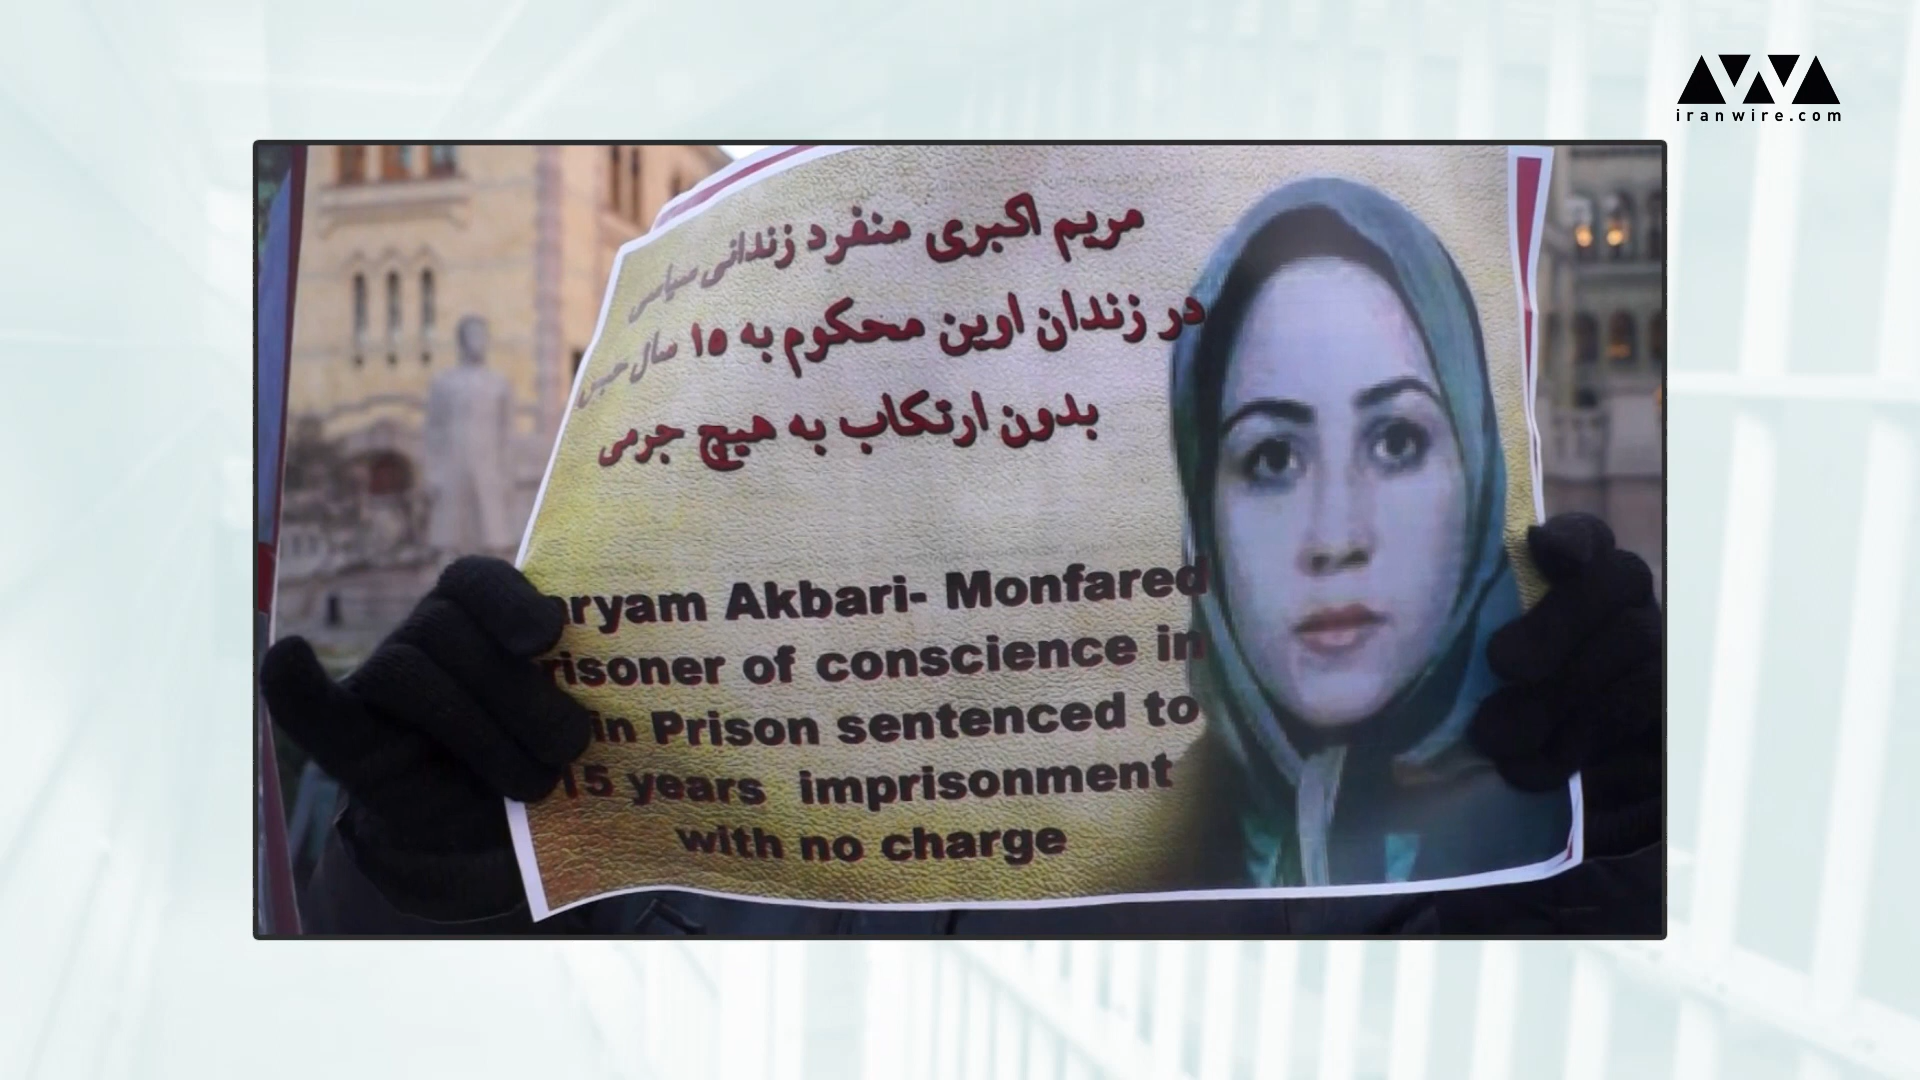 iranwire.com
مریم اکبری منفرد زندانی سیاسی
در زندان اوین محکوم به ۱۵ سال حبس
بدون ارتکاب به هیچ جرمی
aryam Akbari- Monfared
risoner of conscience in
in Prison sentenced to
15 years imprisonment
with no charge